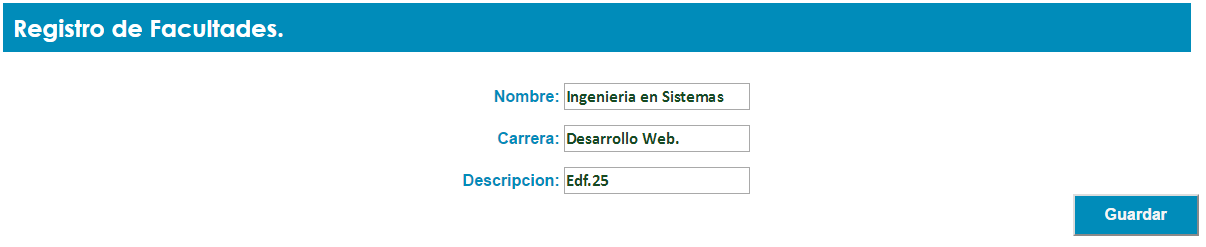 Registro de Facultades.
Nombre: Ingenieria en Sistemas
Carrera: Desarrollo Web.
Descripcion: Edf.25
Guardar